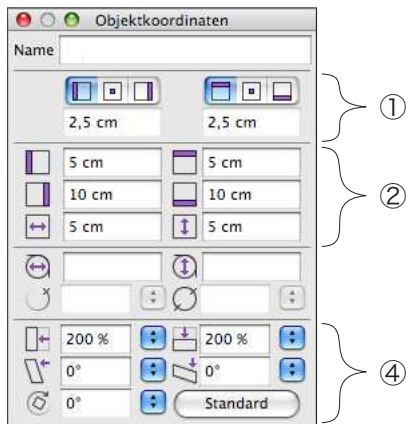 Objektkoordinaten
Name
2,5 cm 2,5 cm
①
5 cm 5 cm
10 cm 10 cm
②
5 cm 5 cm
200 % 200 %
0° 0°
④
0° Standard